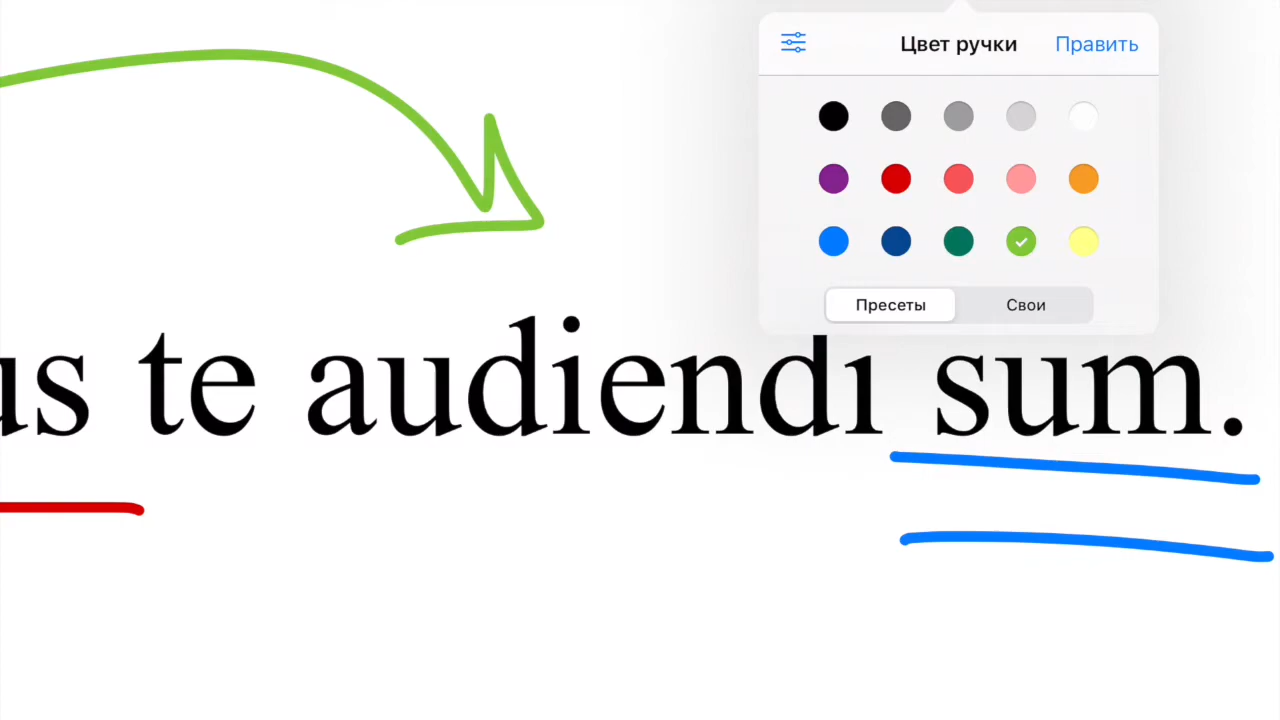 Цвет ручки Править
Пресеты Свои
us te audiendi sum.